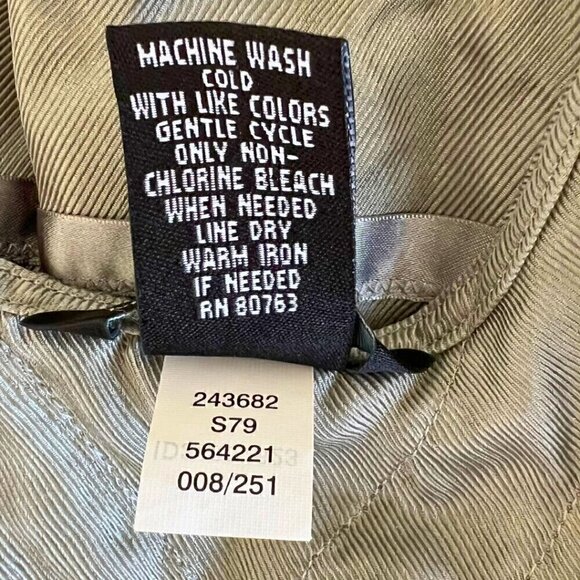 MACHINE WASH
COLD
WITH LIKE COLORS
GENTLE CYCLE
ONLY NON-
CHLORINE BLEACH
WHEN NEEDED
LINE DRY
WARM IRON
IF NEEDED
RN 80763
243682
S79
564221
008/251